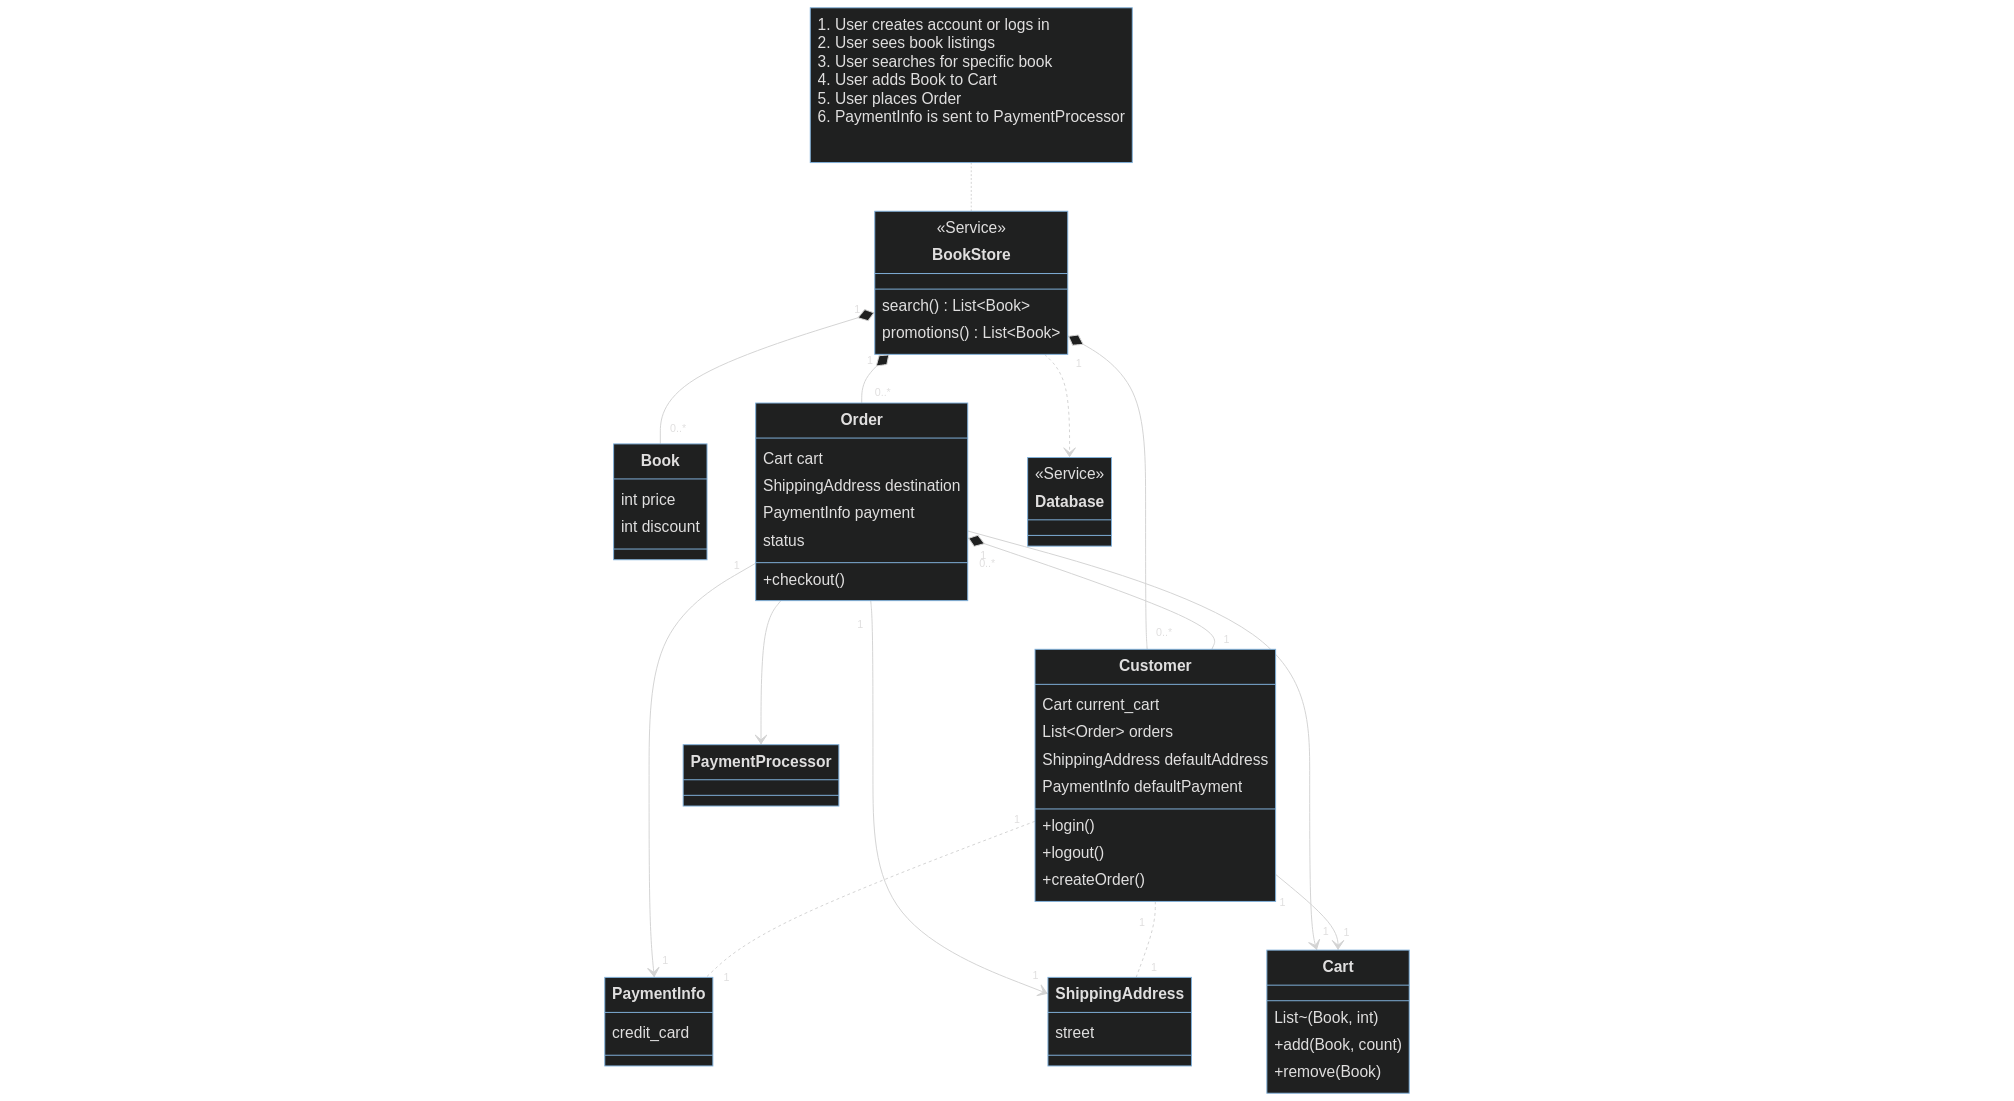 1. User creates account or logs in
2. User sees book listings
3. User searches for specific book
4. User adds Book to Cart
5. User places Order
6. PaymentInfo is sent to PaymentProcessor
«Service»
BookStore
search() : List<Book>
promotions() : List<Book>
1
1
1
0..*
0..*
Order
Cart cart
ShippingAddress destination
PaymentInfo payment
status
+checkout()
Book
int price
int discount
«Service»
Database
1
0..*
1
1
0..*
1
Customer
Cart current_cart
List<Order> orders
ShippingAddress defaultAddress
PaymentInfo defaultPayment
+login()
+logout()
+createOrder()
PaymentProcessor
1
1
1
1
1
1
1
1
1
1
PaymentInfo
credit_card
ShippingAddress
street
Cart
List~(Book, int)
+add(Book, count)
+remove(Book)